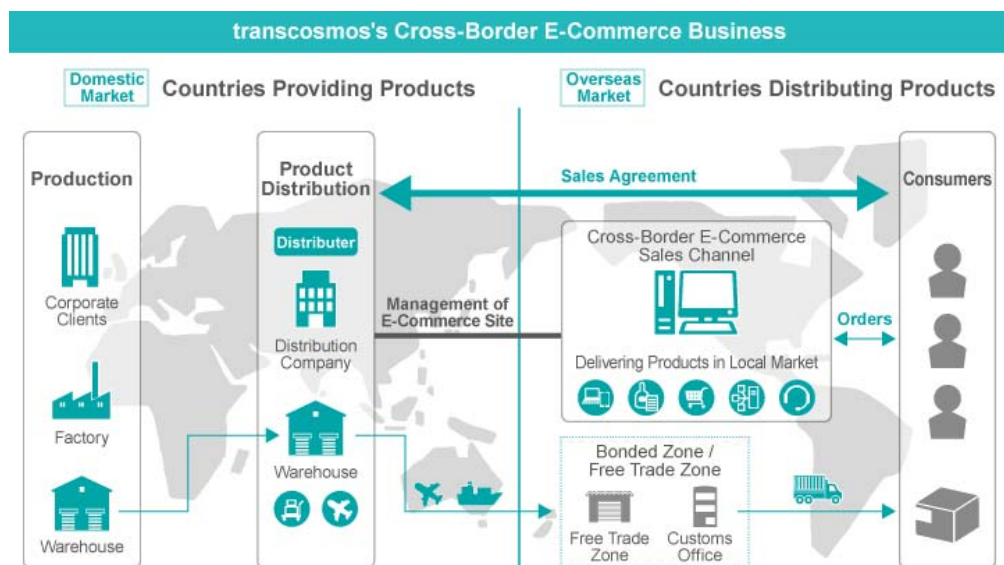 transcosmos's Cross-Border E-Commerce Business
Domestic
Market
Countries Providing Products
Overseas
Market
Countries Distributing Products
Production
Corporate
Clients
Factory
Warehouse
Product
Distribution
Distributer
Distribution
Company
Warehouse
Sales Agreement
Management of
E-Commerce Site
Cross-Border E-Commerce
Sales Channel
Delivering Products in Local Market
Orders
Bonded Zone /
Free Trade Zone
Free Trade
Zone
Customs
Office
Consumers